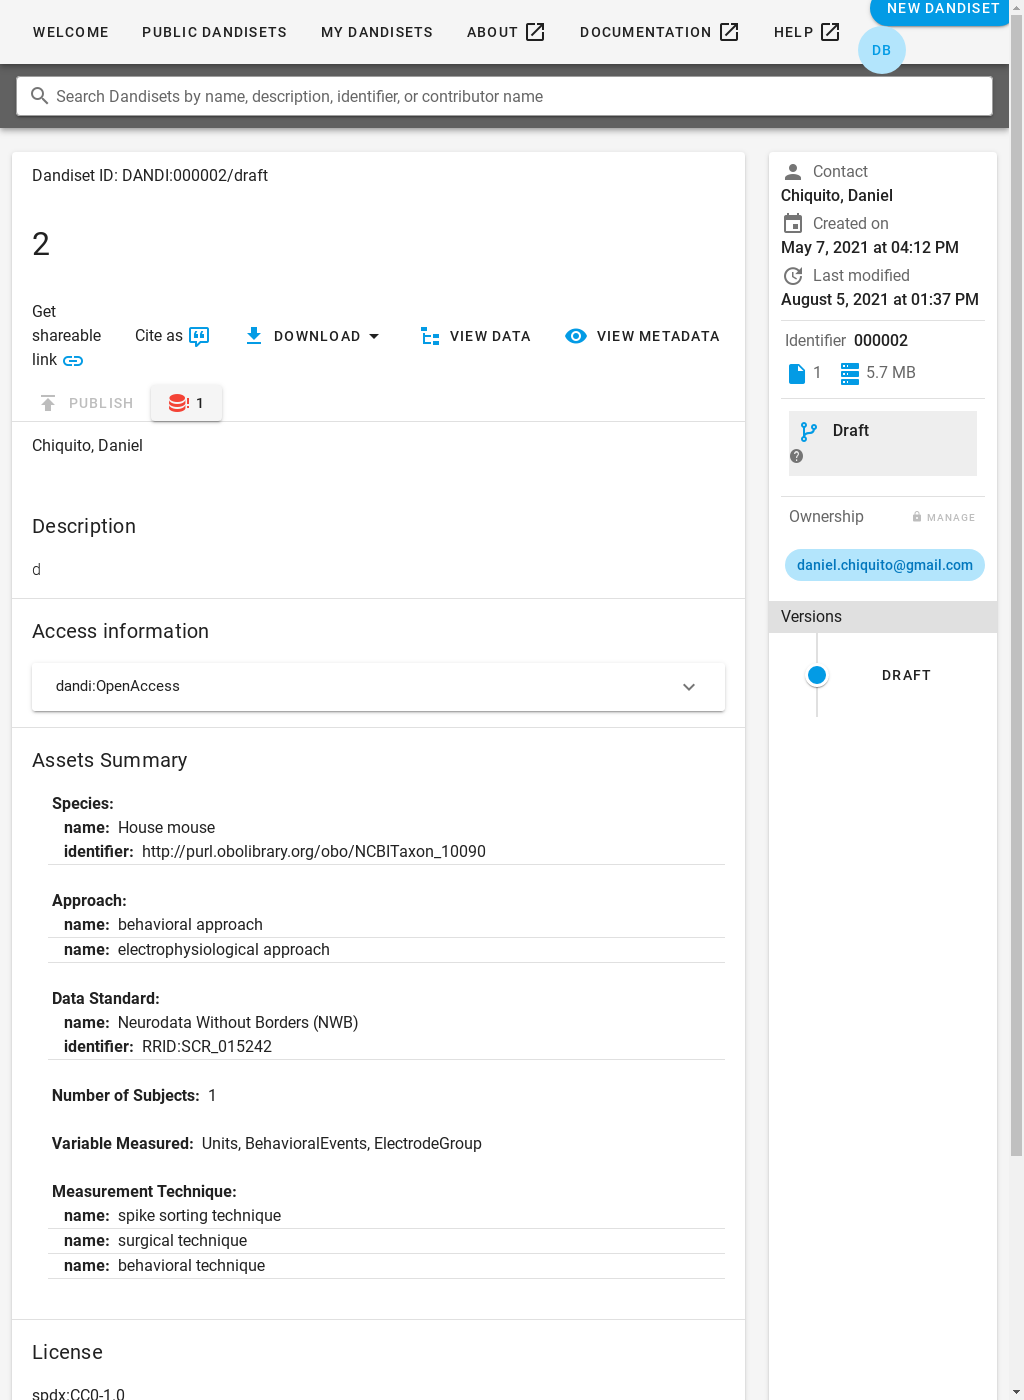 WELCOME
PUBLIC DANDISETS
MY DANDISETS
ABOUT
DOCUMENTATION
HELP
NEW DANDISET
DB
Search Dandisets by name, description, identifier, or contributor name
Dandiset ID: DANDI:000002/draft
2
Get
shareable
link
Cite as
DOWNLOAD
VIEW DATA
VIEW METADATA
PUBLISH
1
Chiquito, Daniel
Description
d
Access information
dandi:OpenAccess
Assets Summary
Species:
name: House mouse
identifier: http://purl.obolibrary.org/obo/NCBITaxon_10090
Approach:
name: behavioral approach
name: electrophysiological approach
Data Standard:
name: Neurodata Without Borders (NWB)
identifier: RRID:SCR_015242
Number of Subjects: 1
Variable Measured: Units, BehavioralEvents, ElectrodeGroup
Measurement Technique:
name: spike sorting technique
name: surgical technique
name: behavioral technique
License
spdx:CC0-1.0
Contact
Chiquito, Daniel
Created on
May 7, 2021 at 04:12 PM
Last modified
August 5, 2021 at 01:37 PM
Identifier 000002
1
5.7 MB
Draft
Ownership
MANAGE
daniel.chiquito@gmail.com
Versions
DRAFT